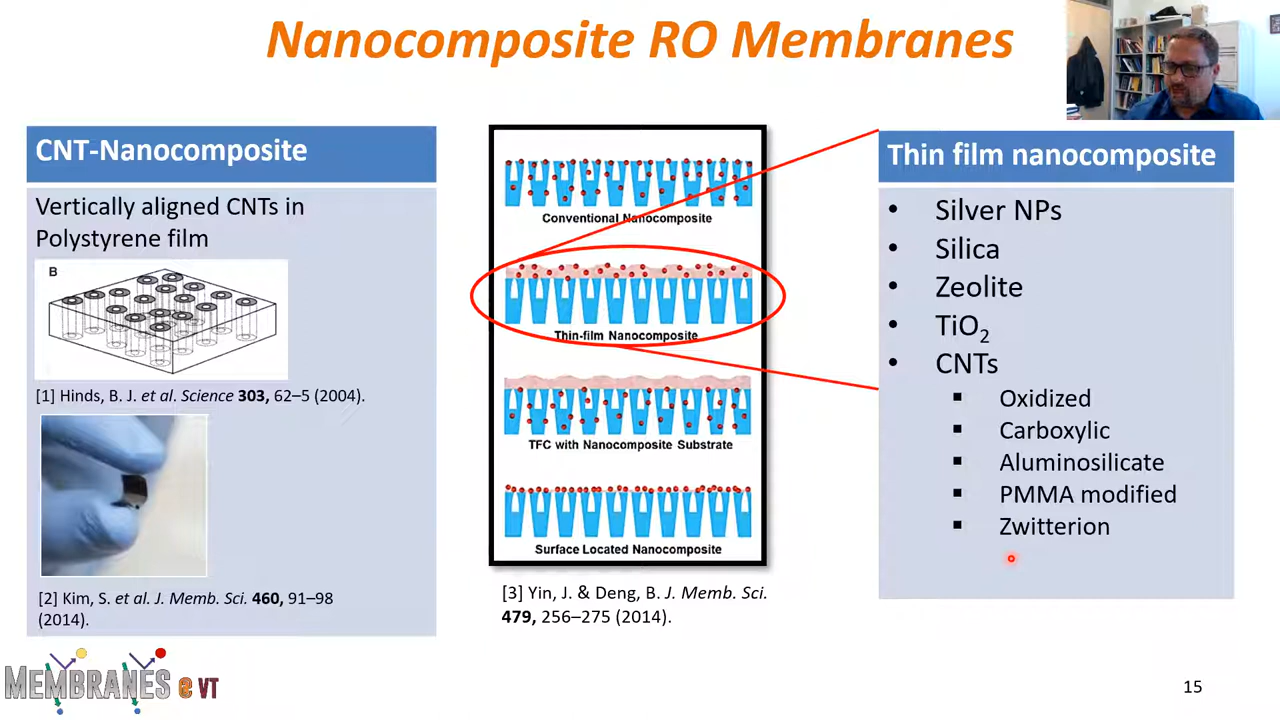 Nanocomposite RO Membranes
CNT-Nanocomposite
Vertically aligned CNTs in
Polystyrene film
B
[1] Hinds, B. J. et al. Science 303, 62–5 (2004).
[2] Kim, S. et al. J. Memb. Sci. 460, 91–98
(2014).
Conventional Nanocomposite
Thin-film Nanocomposite
TFC with Nanocomposite Substrate
Surface Located Nanocomposite
[3] Yin, J. & Deng, B. J. Memb. Sci.
479, 256–275 (2014).
Thin film nanocomposite
• Silver NPs
• Silica
• Zeolite
• TiO₂
• CNTs
▪ Oxidized
▪ Carboxylic
▪ Aluminosilicate
▪ PMMA modified
▪ Zwitterion
MEMBRANES @ VT
15